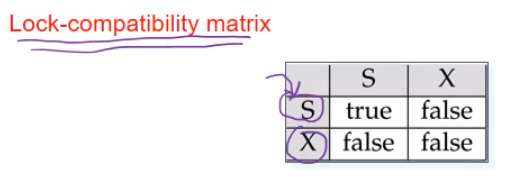 Lock-compatibility matrix
S X
S true false
X false false